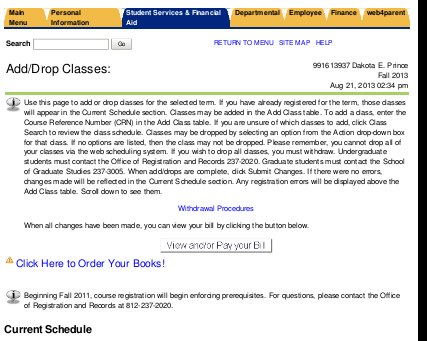 Main Menu
Personal Information
Student Services & Financial Aid
Departmental
Employee
Finance
web4parent
Search
Go
RETURN TO MENU SITE MAP HELP
Add/Drop Classes:
991613937 Dakota E. Prince
Fall 2013
Aug 21, 2013 02:34 pm
Use this page to add or drop classes for the selected term. If you have already registered for the term, those classes
will appear in the Current Schedule section. Classes may be added in the Add Class table. To add a class, enter the
Course Reference Number (CRN) in the Add Class table. If you are unsure of which classes to add, click Class
Search to review the class schedule. Classes may be dropped by selecting an option from the Action drop-down box
for that class. If no options are listed, then the class may not be dropped. Please remember, you cannot drop all of
your classes via the web scheduling system. If you wish to drop all classes, you must withdraw. Undergraduate
students must contact the Office of Registration and Records 237-2020. Graduate students must contact the School
of Graduate Studies 237-3005. When add/drops are complete, click Submit Changes. If there were no errors,
changes made will be reflected in the Current Schedule section. Any registration errors will be displayed above the
Add Class table. Scroll down to see them.
Withdrawal Procedures
When all changes have been made, you can view your bill by clicking the button below.
View and/or Pay your Bill
Click Here to Order Your Books!
Beginning Fall 2011, course registration will begin enforcing prerequisites. For questions, please contact the Office
of Registration and Records at 812-237-2020.
Current Schedule